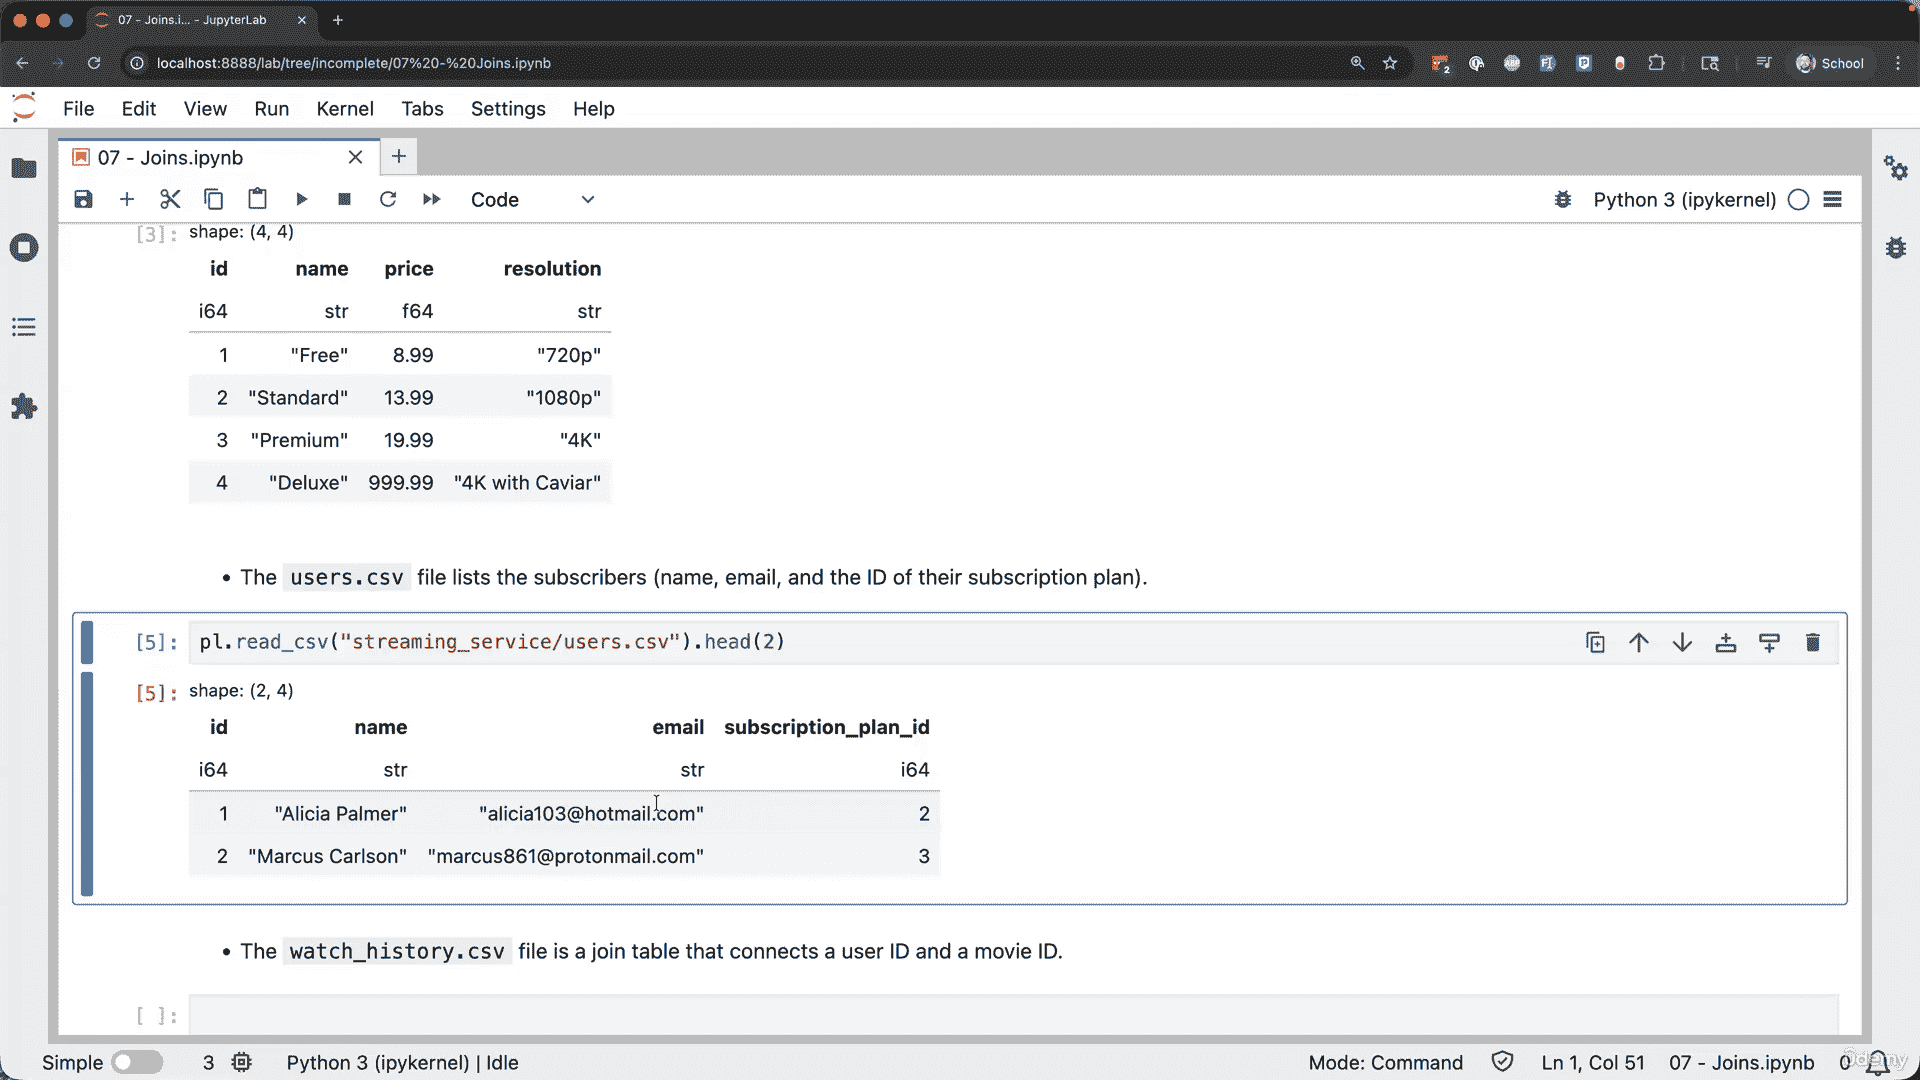 07 - Joins.i... - JupyterLab
localhost:8888/lab/tree/incomplete/07%20-%20Joins.ipynb
2
School
File Edit View Run Kernel Tabs Settings Help
07 - Joins.ipynb
Code
Python 3 (ipykernel)
[3]: shape: (4, 4)
id name price resolution
i64 str f64 str
1 "Free" 8.99 "720p"
2 "Standard" 13.99 "1080p"
3 "Premium" 19.99 "4K"
4 "Deluxe" 999.99 "4K with Caviar"
• The users.csv file lists the subscribers (name, email, and the ID of their subscription plan).
[5]: pl.read_csv("streaming_service/users.csv").head(2)
[5]: shape: (2, 4)
id name email subscription_plan_id
i64 str str i64
1 "Alicia Palmer" "alicia103@hotmail.com" 2
2 "Marcus Carlson" "marcus861@protonmail.com" 3
• The watch_history.csv file is a join table that connects a user ID and a movie ID.
[ ]:
Simple 3 Python 3 (ipykernel) | Idle Mode: Command Ln 1, Col 51 07 - Joins.ipynb 0
Udemy